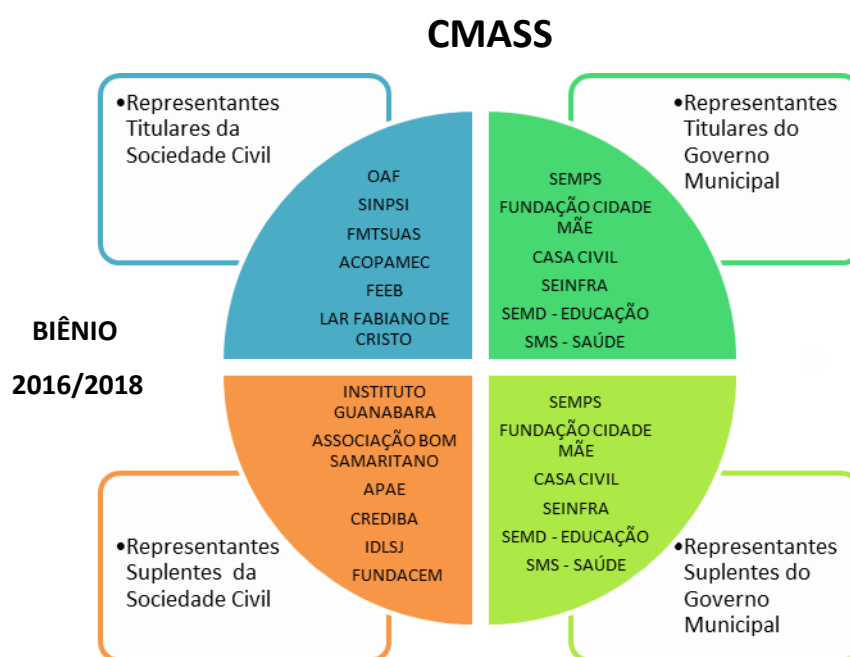 CMASS
•Representantes
Titulares da
Sociedade Civil
•Representantes
Titulares do
Governo
Municipal
OAF
SINPSI
FMTSUAS
ACOPAMEC
FEEB
LAR FABIANO DE
CRISTO
SEMPS
FUNDAÇÃO CIDADE
MÃE
CASA CIVIL
SEINFRA
SEMD - EDUCAÇÃO
SMS - SAÚDE
BIÊNIO
2016/2018
INSTITUTO
GUANABARA
ASSOCIAÇÃO BOM
SAMARITANO
APAE
CREDIBA
IDLSJ
FUNDACEM
SEMPS
FUNDAÇÃO CIDADE
MÃE
CASA CIVIL
SEINFRA
SEMD - EDUCAÇÃO
SMS - SAÚDE
•Representantes
Suplentes da
Sociedade Civil
•Representantes
Suplentes do
Governo
Municipal